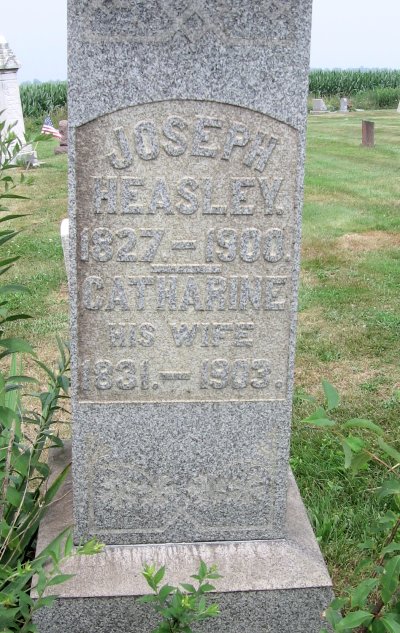 JOSEPH
HEASLEY.
1827.–1900.
CATHARINE
HIS WIFE
1831.–1903.